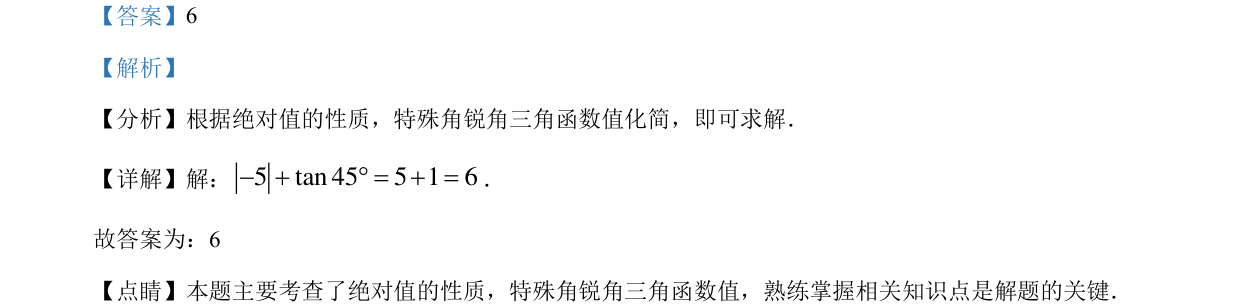 【答案】6
【解析】
【分析】根据绝对值的性质，特殊角锐角三角函数值化简，即可求解．
【详解】解：|−5|+tan45°=5+1=6．
故答案为：6
【点睛】本题主要考查了绝对值的性质，特殊角锐角三角函数值，熟练掌握相关知识点是解题的关键．